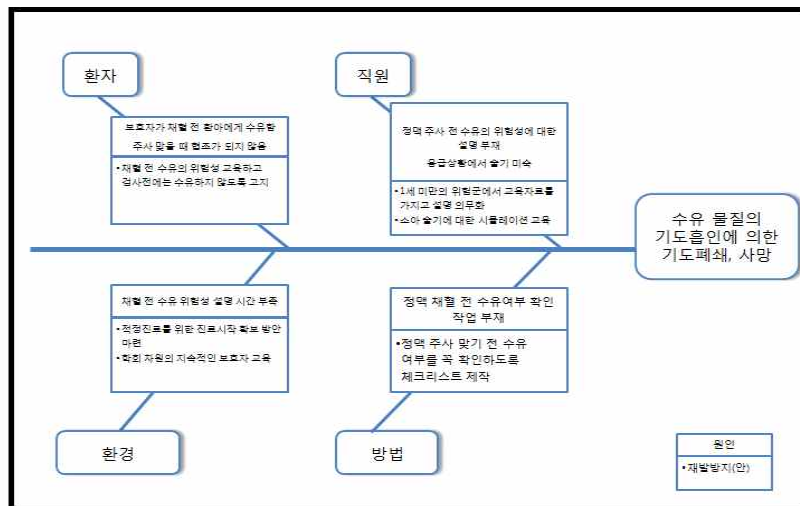 환자
직원
보호자가 채혈 전 환아에게 수유함
주사 맞을 때 협조가 되지 않음
•채혈 전 수유의 위험성 교육하고
검사전에는 수유하지 않도록 고지
정맥 주사 전 수유의 위험성에 대한
설명 부재
응급상황에서 술기 미숙
•1세 미만의 위험군에서 교육자료를
가지고 설명 의무화
•소아 술기에 대한 시뮬레이션 교육
수유 물질의
기도흡인에 의한
기도폐쇄, 사망
채혈 전 수유 위험성 설명 시간 부족
•적정진료를 위한 진료시작 확보 방안
마련
•학회 차원의 지속적인 보호자 교육
정맥 채혈 전 수유여부 확인
작업 부재
•정맥 주사 맞기 전 수유
여부를 꼭 확인하도록
체크리스트 제작
환경
방법
원인
•재발방지(안)